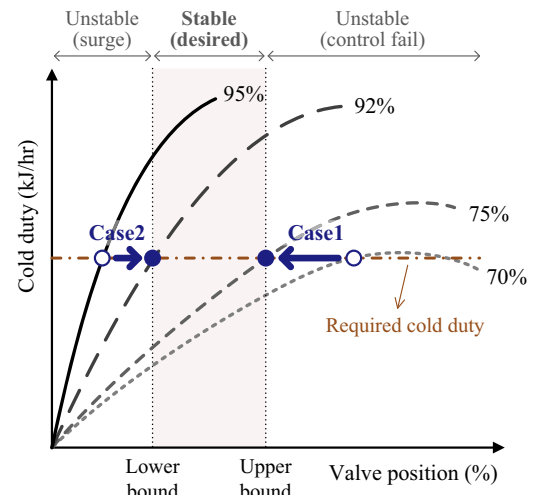 Unstable
(surge)
Stable
(desired)
Unstable
(control fail)
95%
92%
75%
70%
Case2
Case1
Required cold duty
Cold duty (kJ/hr)
Lower
bound
Upper
bound
Valve position (%)